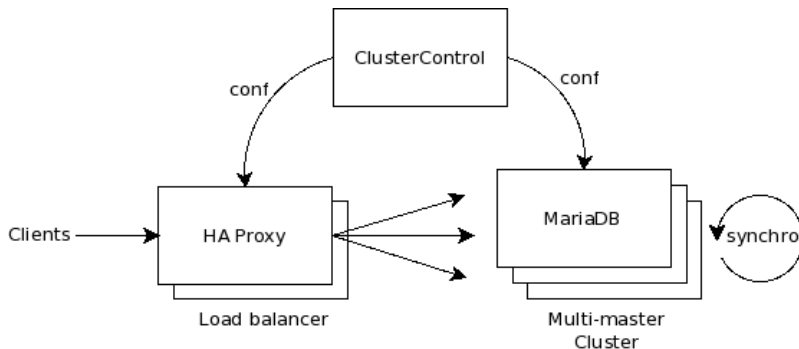 ClusterControl
conf
conf
Clients
HA Proxy
MariaDB
synchro
Load balancer
Multi-master
Cluster